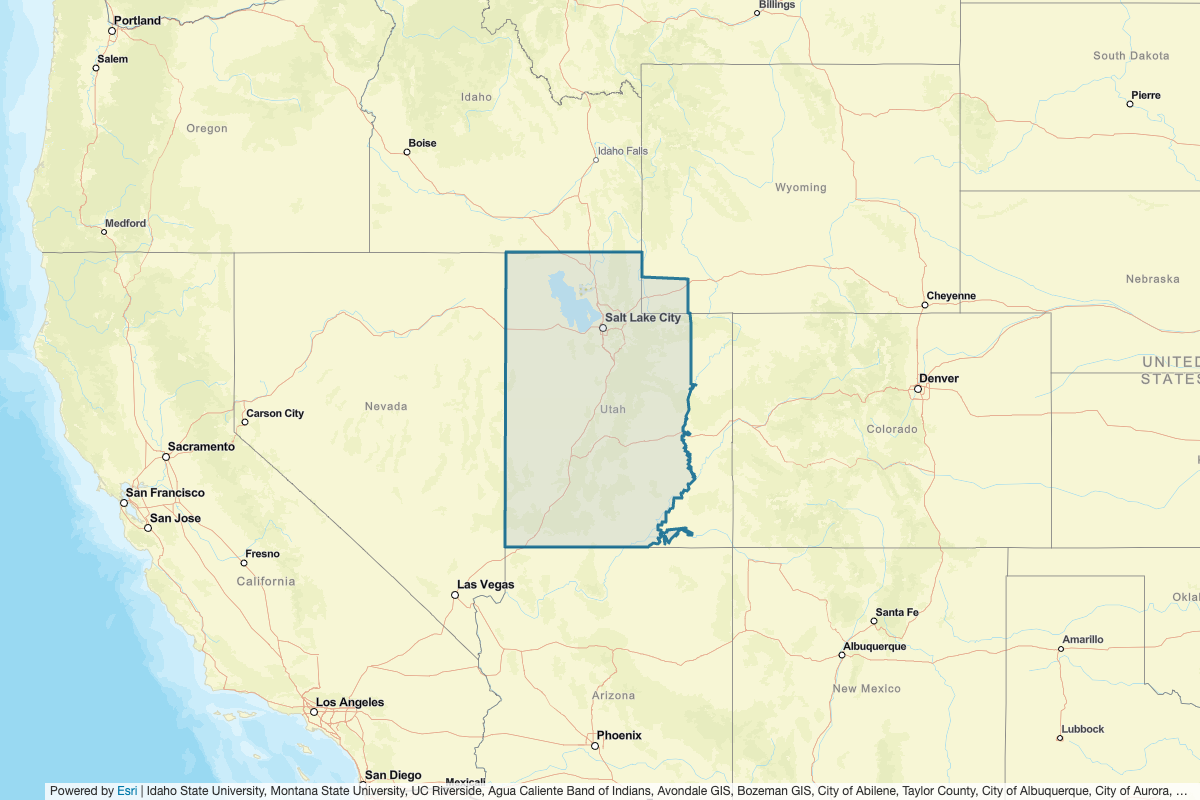 Billings
Portland
South Dakota
Salem
Pierre
Idaho
Oregon
Boise
Idaho Falls
Wyoming
Medford
Nebraska
Cheyenne
Salt Lake City
UNITED
STATES
Denver
Nevada
Utah
Carson City
Colorado
Sacramento
San Francisco
San Jose
Fresno
California
Las Vegas
Santa Fe
Amarillo
Albuquerque
New Mexico
Arizona
Los Angeles
Phoenix
Lubbock
San Diego
Mexicali
Powered by Esri | Idaho State University, Montana State University, UC Riverside, Agua Caliente Band of Indians, Avondale GIS, Bozeman GIS, City of Abilene, Taylor County, City of Albuquerque, City of Aurora, ...